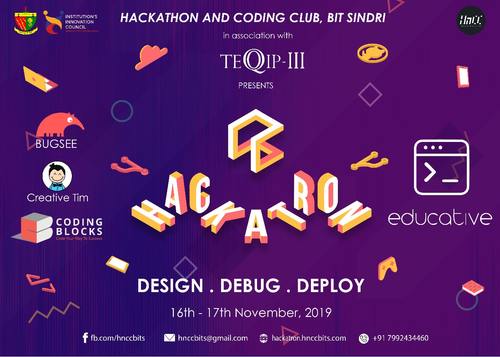 INSTITUTION'S
INNOVATION
COUNCIL
HACKATHON AND CODING CLUB, BIT SINDRI
HnCC
in association with
TEQIP-III
PRESENTS
BUGSEE
Creative Tim
CODING
BLOCKS
HACKATRON
educative
DESIGN . DEBUG . DEPLOY
16th - 17th November, 2019
fb.com/hnccbits
hnccbits@gmail.com
hackatron.hnccbits.com
+91 7992434460